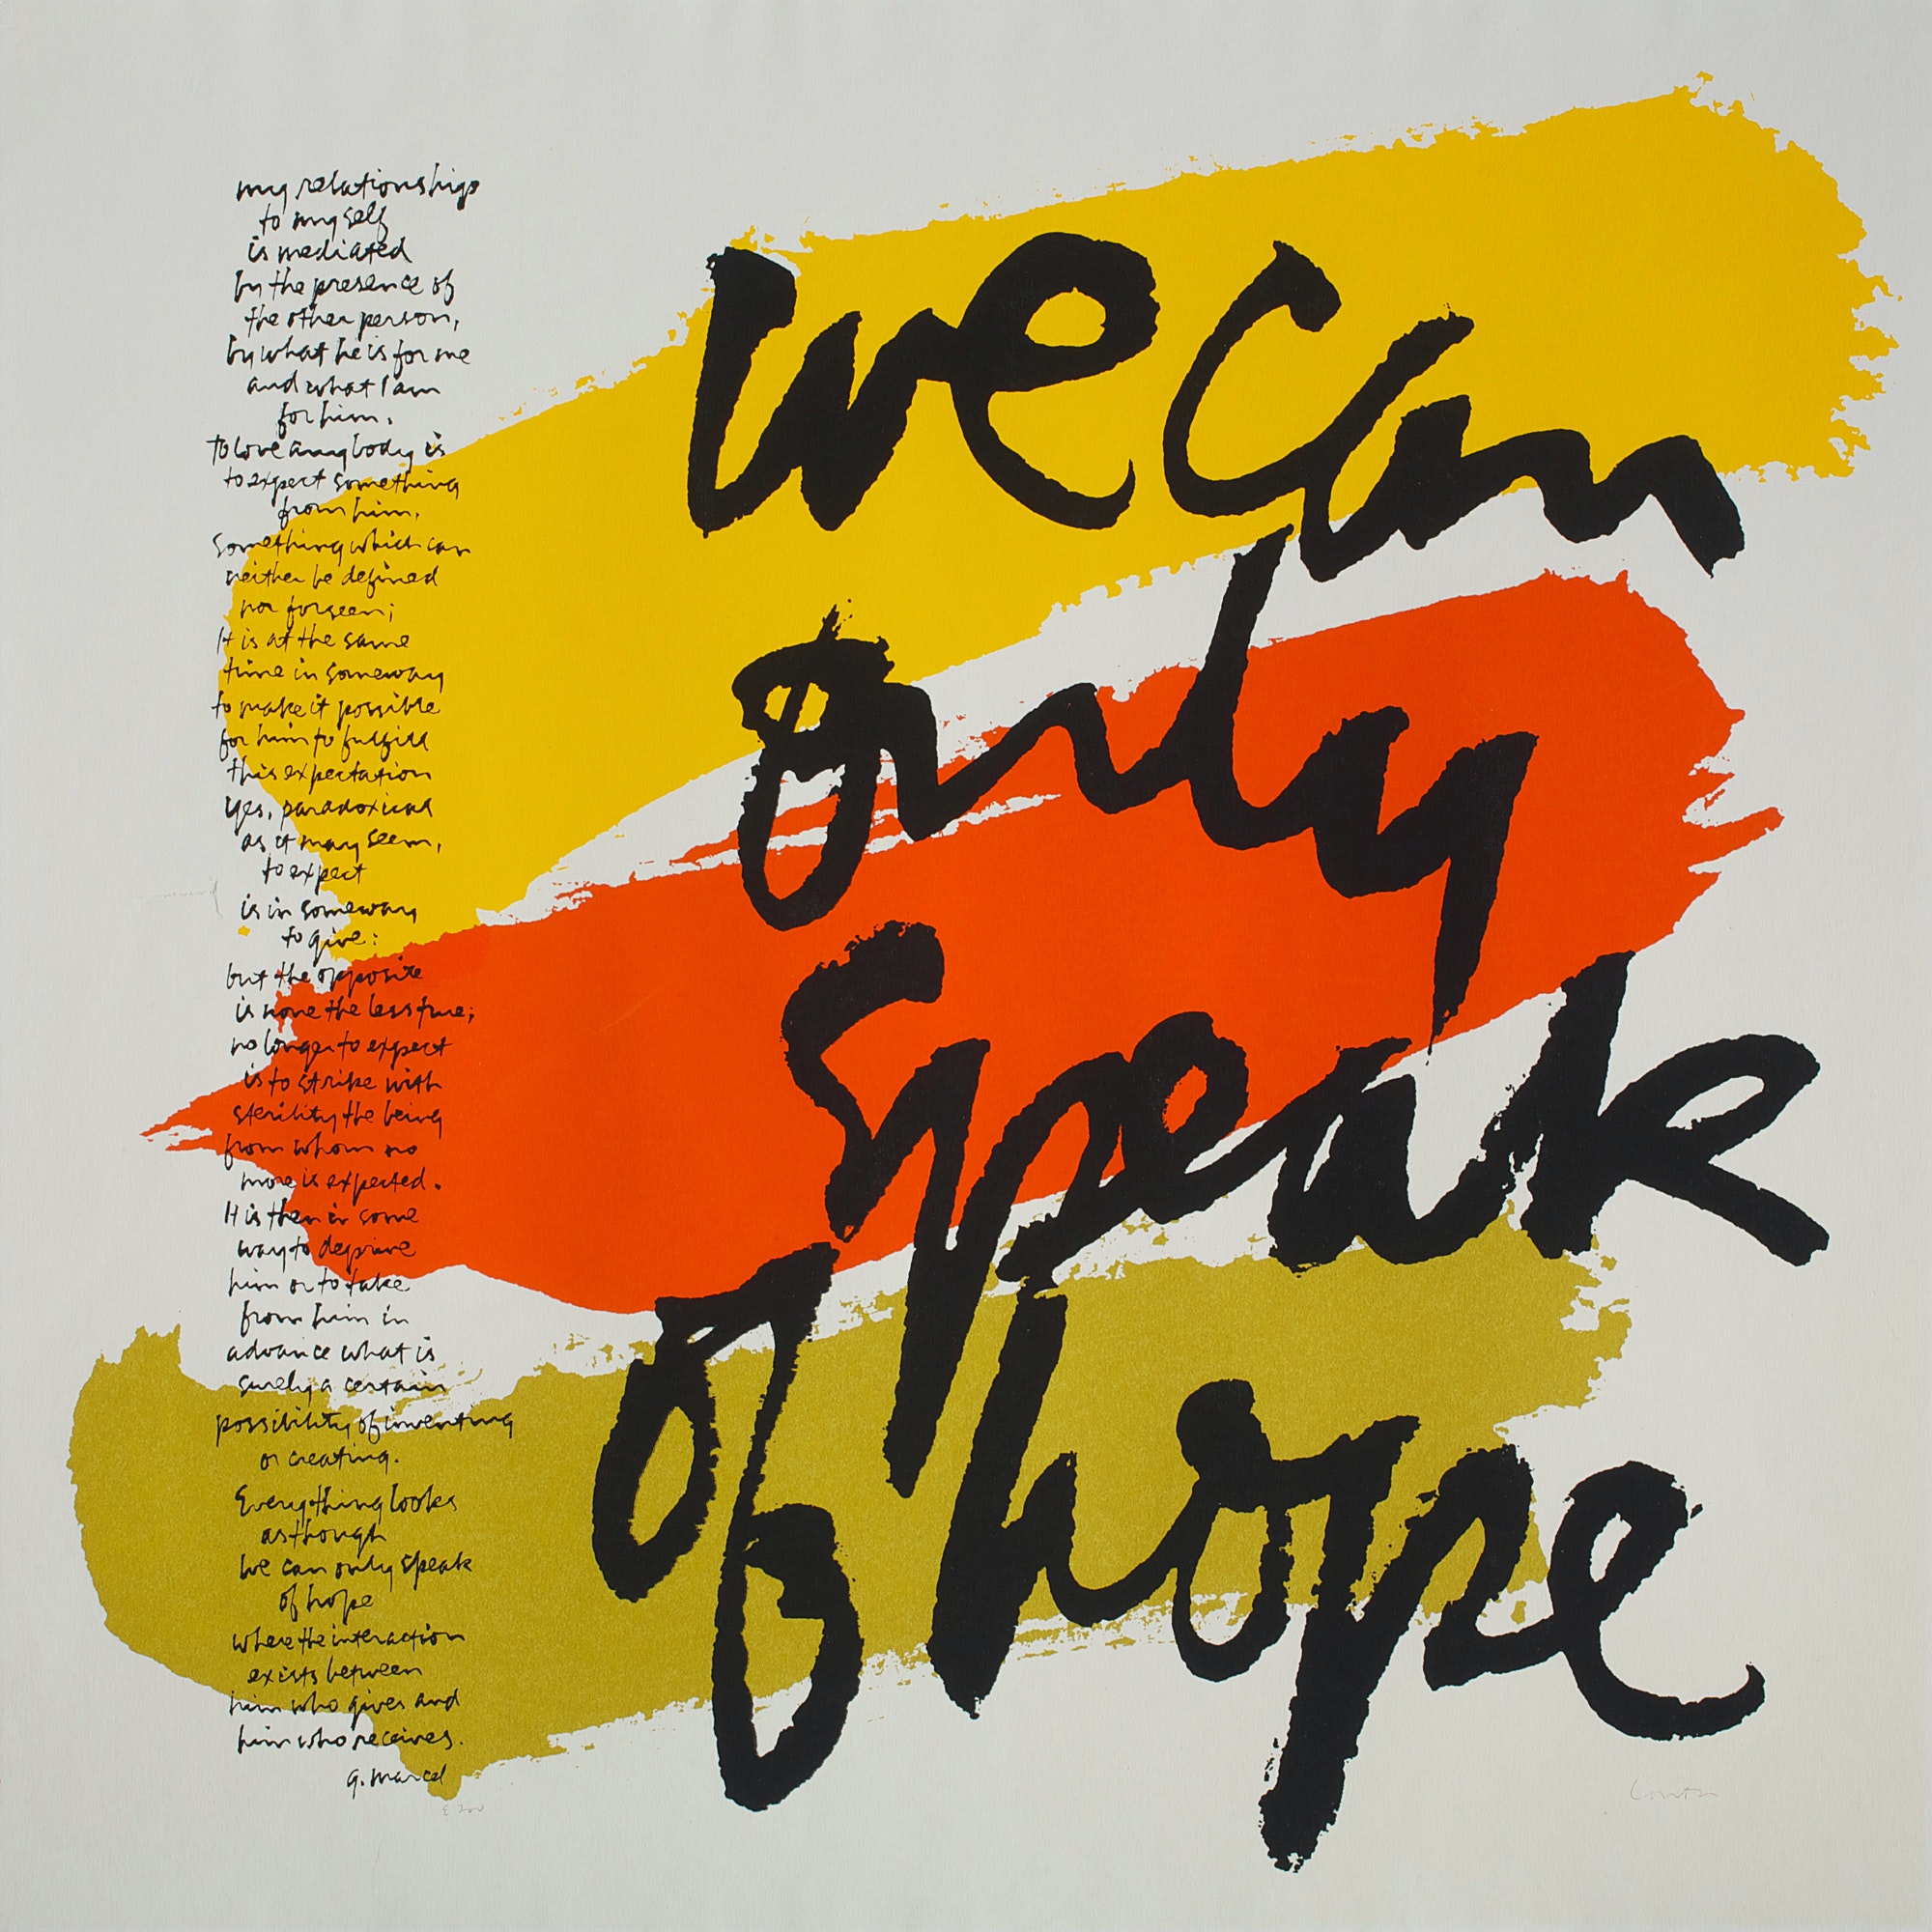 my relationships
to myself
is mediated
by the presence of
the other person,
by what he is for me
and what I am
for him.
To love anybody is
to expect something
from him.
Something which can
neither be defined
nor forseen;
It is at the same
time in someway
to make it possible
for him to fulfill
this expectation
Yes, paradoxical
as it may seem,
to expect
is in someway
to give:
but the opposite
is none the less true;
no longer to expect
is to strike with
sterility the being
from whom no
more is expected.
It is then in some
way to deprive
him or to take
from him in
advance what is
surely a certain
possibility of inventing
or creating.
Everything looks
as though
we can only speak
of hope
where the interaction
exists between
him who gives and
him who receives.
g. marcel
we can
only
speak
of hope